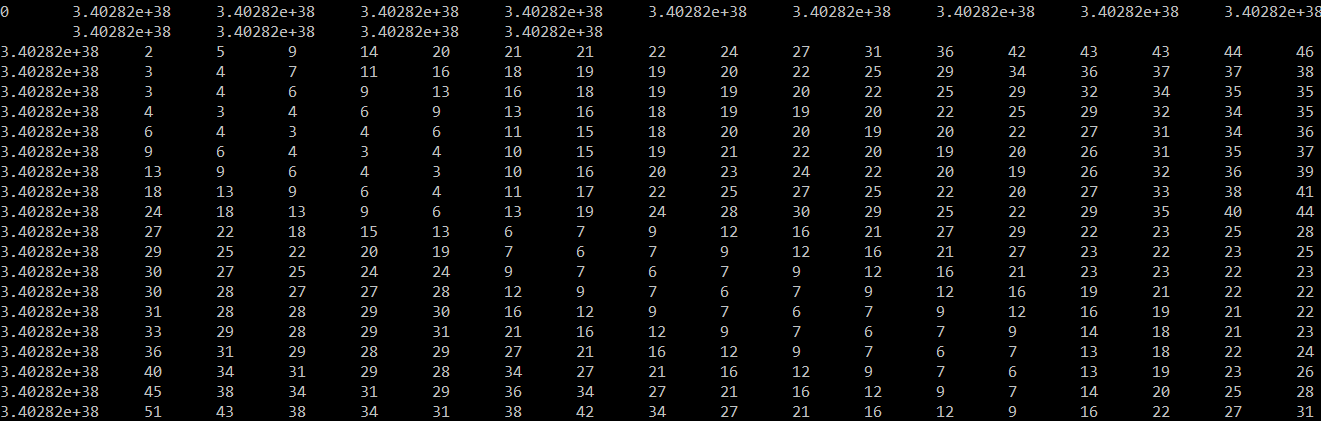 0 3.40282e+38 3.40282e+38 3.40282e+38 3.40282e+38 3.40282e+38 3.40282e+38 3.40282e+38 3.40282e+38 3.40282e+38
3.40282e+38 3.40282e+38 3.40282e+38 3.40282e+38
3.40282e+38 2 5 9 14 20 21 21 22 24 27 31 36 42 43 43 44 46
3.40282e+38 3 4 7 11 16 18 19 19 20 22 25 29 34 36 37 37 38
3.40282e+38 3 4 6 9 13 16 18 19 19 20 22 25 29 32 34 35 35
3.40282e+38 4 3 4 6 9 13 16 18 19 19 20 22 25 29 32 34 35
3.40282e+38 6 4 3 4 6 11 15 18 20 20 19 20 22 27 31 34 36
3.40282e+38 9 6 4 3 4 10 15 19 21 22 20 19 20 26 31 35 37
3.40282e+38 13 9 6 4 3 10 16 20 23 24 22 20 19 26 32 36 39
3.40282e+38 18 13 9 6 4 11 17 22 25 27 25 22 20 27 33 38 41
3.40282e+38 24 18 13 9 6 13 19 24 28 30 29 25 22 29 35 40 44
3.40282e+38 27 22 18 15 13 6 7 9 12 16 21 27 29 22 23 25 28
3.40282e+38 29 25 22 20 19 7 6 7 9 12 16 21 27 23 22 23 25
3.40282e+38 30 27 25 24 24 9 7 6 7 9 12 16 21 23 23 22 23
3.40282e+38 30 28 27 27 28 12 9 7 6 7 9 12 16 19 21 22 22
3.40282e+38 31 28 28 29 30 16 12 9 7 6 7 9 12 16 19 21 22
3.40282e+38 33 29 28 29 31 21 16 12 9 7 6 7 9 14 18 21 23
3.40282e+38 36 31 29 28 29 27 21 16 12 9 7 6 7 13 18 22 24
3.40282e+38 40 34 31 29 28 34 27 21 16 12 9 7 6 13 19 23 26
3.40282e+38 45 38 34 31 29 36 34 27 21 16 12 9 7 14 20 25 28
3.40282e+38 51 43 38 34 31 38 42 34 27 21 16 12 9 16 22 27 31